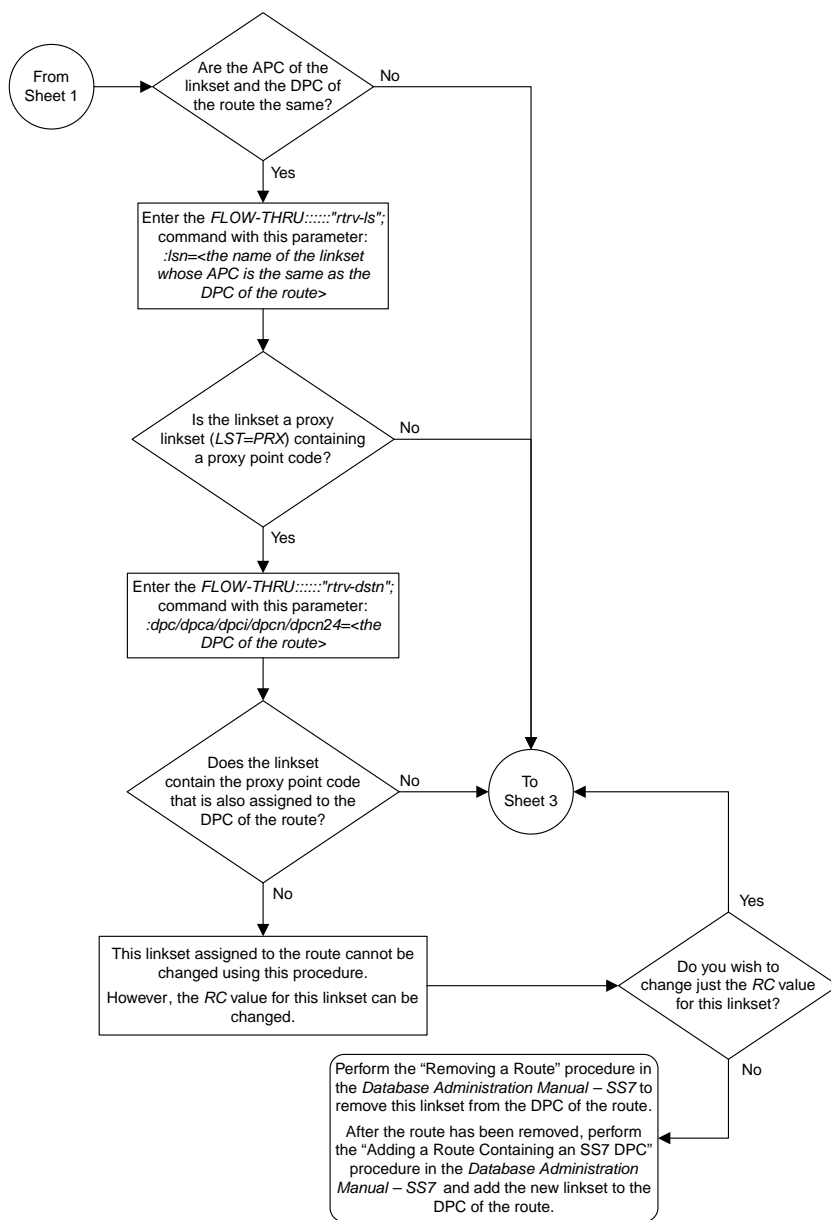 From
Sheet 1
Are the APC of the
linkset and the DPC of
the route the same?
No
Yes
Enter the FLOW-THRU::::::"rtrv-ls";
command with this parameter:
:lsn=<the name of the linkset
whose APC is the same as the
DPC of the route>
Is the linkset a proxy
linkset (LST=PRX) containing
a proxy point code?
No
Yes
Enter the FLOW-THRU::::::"rtrv-dstn";
command with this parameter:
:dpc/dpca/dpci/dpcn/dpcn24=<the
DPC of the route>
Does the linkset
contain the proxy point code
that is also assigned to the
DPC of the route?
No
To
Sheet 3
No
Yes
This linkset assigned to the route cannot be
changed using this procedure.
However, the RC value for this linkset can be
changed.
Do you wish to
change just the RC value
for this linkset?
No
Perform the “Removing a Route” procedure in
the Database Administration Manual – SS7 to
remove this linkset from the DPC of the route.
After the route has been removed, perform
the “Adding a Route Containing an SS7 DPC”
procedure in the Database Administration
Manual – SS7 and add the new linkset to the
DPC of the route.